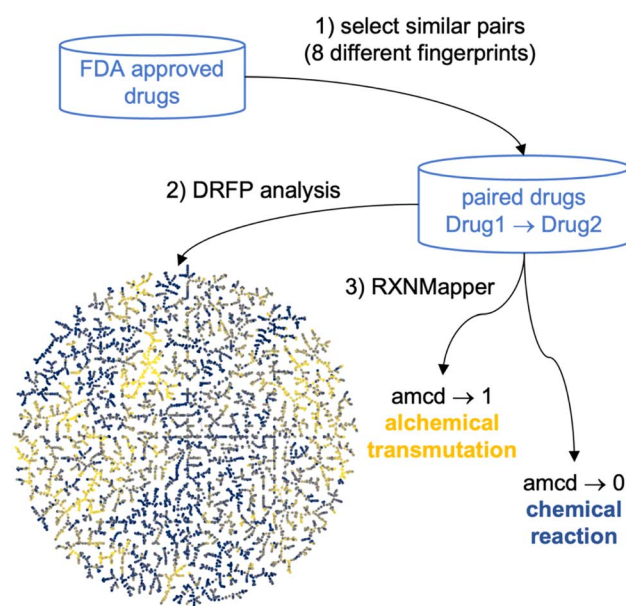 1) select similar pairs
(8 different fingerprints)
FDA approved
drugs
2) DRFP analysis
paired drugs
Drug1 → Drug2
3) RXNMapper
amcd → 1
alchemical
transmutation
amcd → 0
chemical
reaction